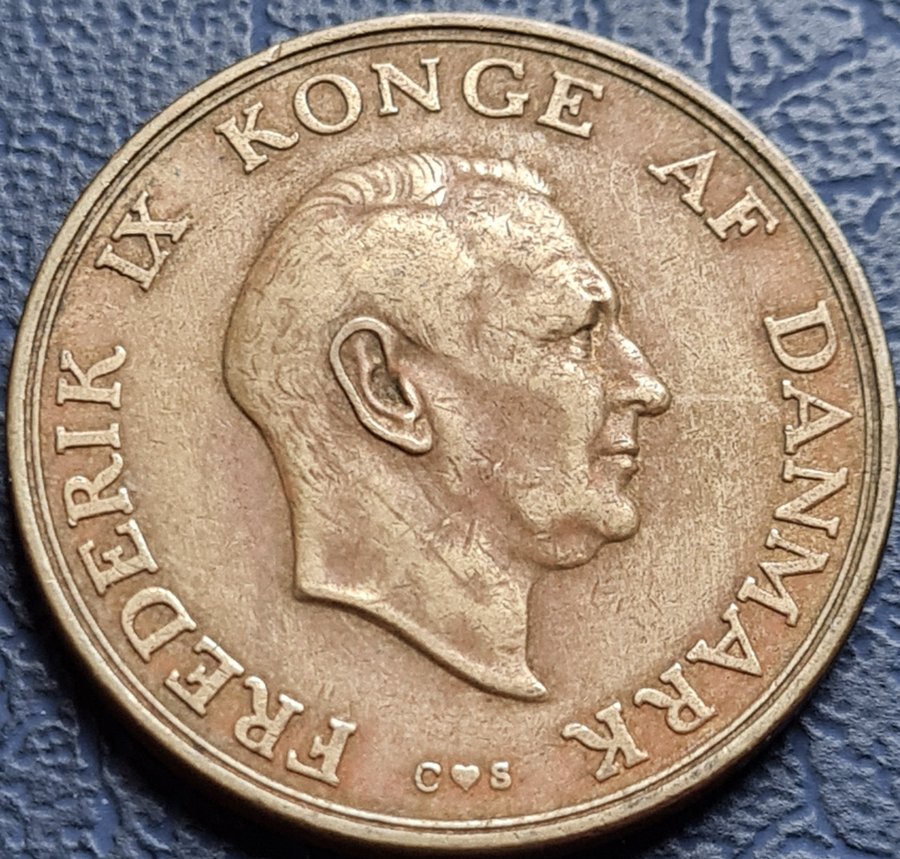 FREDERIK IX KONGE AF DANMARK
C♥S